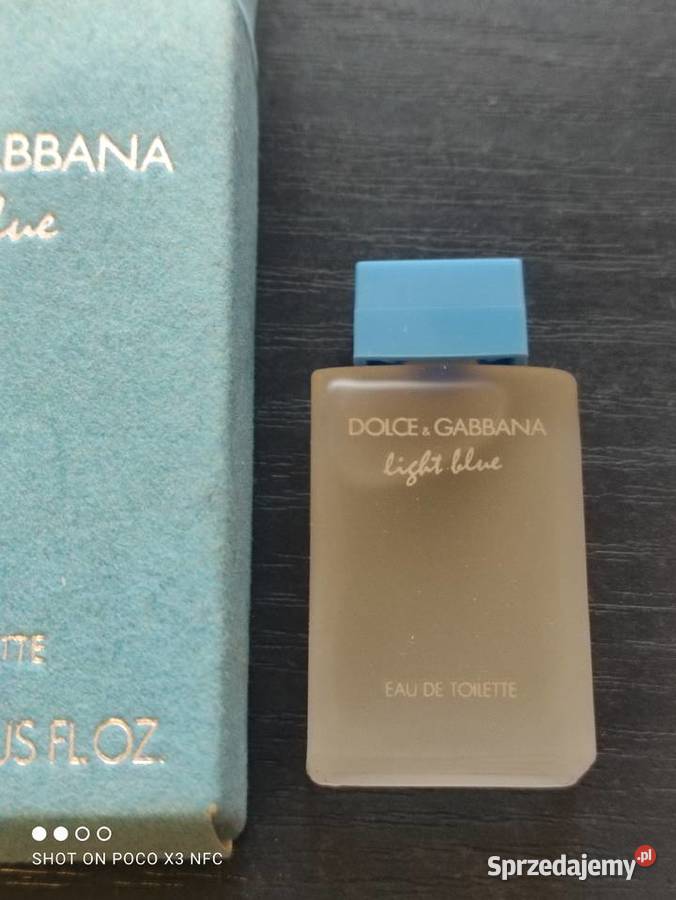 ABBANA
lue
TTE
US FL. OZ.
DOLCE & GABBANA
light blue
EAU DE TOILETTE
SHOT ON POCO X3 NFC
Sprzedajemy.pl